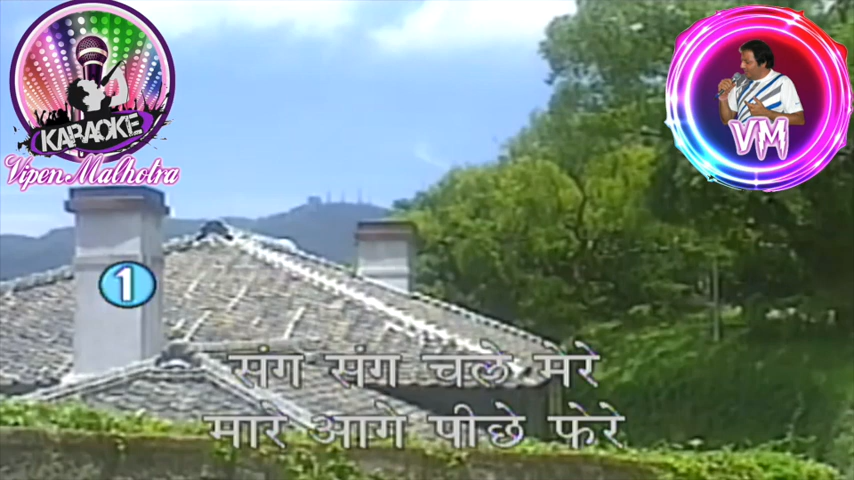 KARAOKE
Vipen Malhotra
VM
1
संग संग चले मेरे
मारे आगे पीछे फेरे